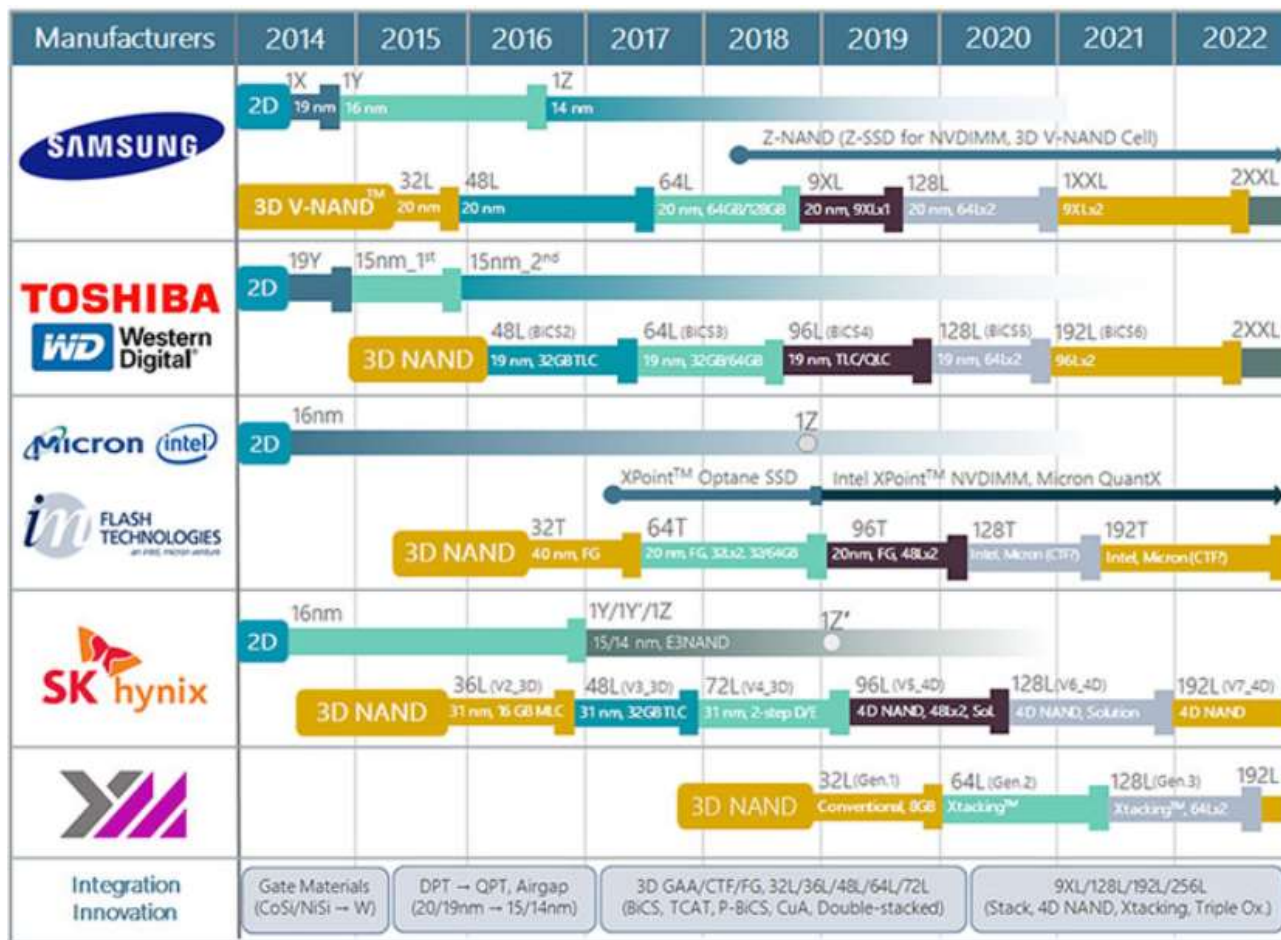 Manufacturers 2014 2015 2016 2017 2018 2019 2020 2021 2022
SAMSUNG
1X 1Y 1Z
2D 19 nm 16 nm 14 nm
Z-NAND (Z-SSD for NVDIMM, 3D V-NAND Cell)
32L 48L 64L 9XL 128L 1XXL 2XXL
3D V-NAND™ 20 nm 20 nm 20 nm, 64GB/128GB 20 nm, 9XLx1 20 nm, 64Lx2 9XLx2
TOSHIBA
WD Western Digital®
19Y 15nm_1st 15nm_2nd
2D
48L (BiCS2) 64L (BiCS3) 96L (BiCS4) 128L (BiCS5) 192L (BiCS6) 2XXL
3D NAND 19 nm, 32GB TLC 19 nm, 32GB/64GB 19 nm, TLC/QLC 19 nm, 64Lx2 96Lx2
Micron intel
im FLASH
TECHNOLOGIES
an intel, micron venture
16nm 1Z
2D
XPoint™ Optane SSD Intel XPoint™ NVDIMM, Micron QuantX
32T 64T 96T 128T 192T
3D NAND 40 nm, FG 20 nm, FG, 32Lx2, 32/64GB 20nm, FG, 48Lx2 Intel, Micron (CTF?) Intel, Micron (CTF?)
SK hynix
16nm 1Y/1Y'/1Z 1Z'
2D 15/14 nm, E3NAND
36L (V2_3D) 48L (V3_3D) 72L (V4_3D) 96L (V5_4D) 128L (V6_4D) 192L (V7_4D)
3D NAND 31 nm, 16 GB MLC 31 nm, 32GB TLC 31 nm, 2-step D/E 4D NAND, 48Lx2, Sol. 4D NAND, Solution 4D NAND
32L (Gen.1) 64L (Gen.2) 128L (Gen.3) 192L
3D NAND Conventional, 8GB Xtacking™ Xtacking™, 64Lx2
Integration
Innovation
Gate Materials
(CoSi/NiSi → W)
DPT → QPT, Airgap
(20/19nm → 15/14nm)
3D GAA/CTF/FG, 32L/36L/48L/64L/72L
(BiCS, TCAT, P-BiCS, CuA, Double-stacked)
9XL/128L/192L/256L
(Stack, 4D NAND, Xtacking, Triple Ox.)